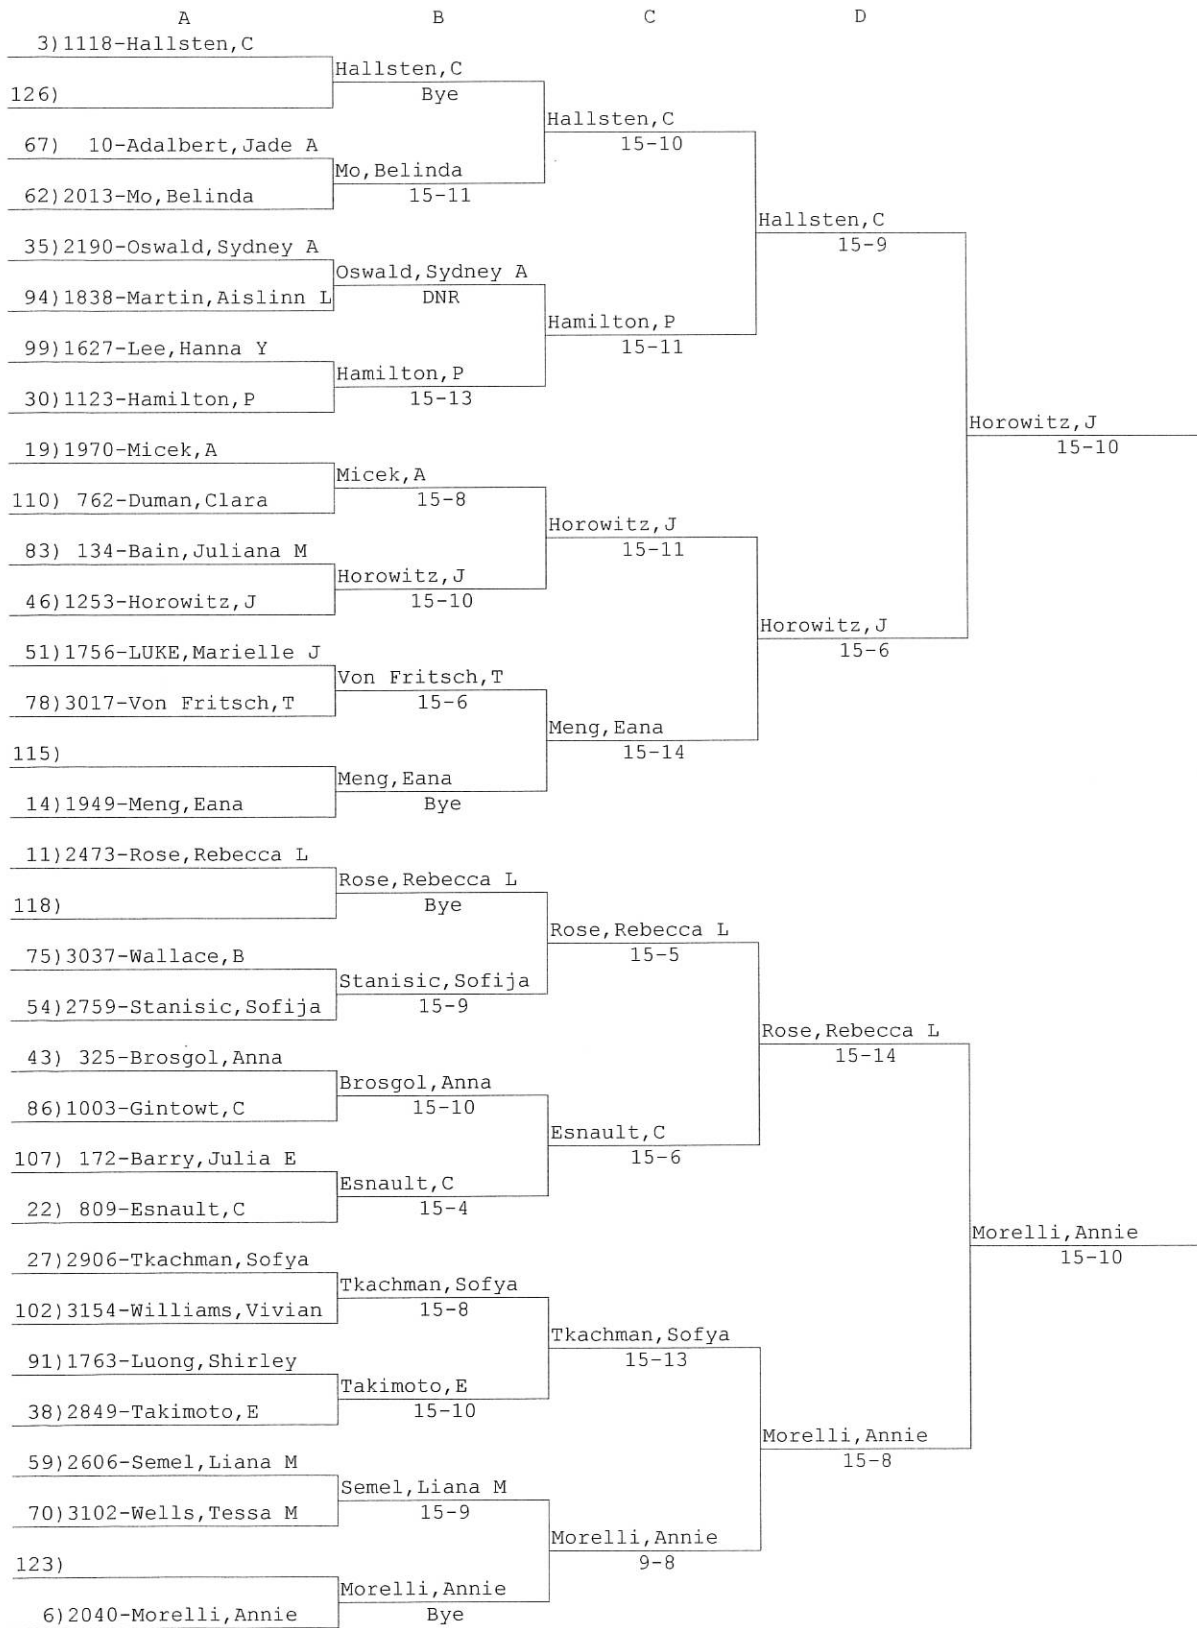 A B C D
3)1118-Hallsten,C
Hallsten,C
126) Bye
Hallsten,C
67) 10-Adalbert,Jade A 15-10
Mo,Belinda
62)2013-Mo,Belinda 15-11
Hallsten,C
35)2190-Oswald,Sydney A 15-9
Oswald,Sydney A
94)1838-Martin,Aislinn L DNR
Hamilton,P
99)1627-Lee,Hanna Y 15-11
Hamilton,P
30)1123-Hamilton,P 15-13
Horowitz,J
19)1970-Micek,A 15-10
Micek,A
110) 762-Duman,Clara 15-8
Horowitz,J
83) 134-Bain,Juliana M 15-11
Horowitz,J
46)1253-Horowitz,J 15-10
Horowitz,J
51)1756-LUKE,Marielle J 15-6
Von Fritsch,T
78)3017-Von Fritsch,T 15-6
Meng,Eana
115) 15-14
Meng,Eana
14)1949-Meng,Eana Bye
11)2473-Rose,Rebecca L
Rose,Rebecca L
118) Bye
Rose,Rebecca L
75)3037-Wallace,B 15-5
Stanisic,Sofija
54)2759-Stanisic,Sofija 15-9
Rose,Rebecca L
43) 325-Brosgol,Anna 15-14
Brosgol,Anna
86)1003-Gintowt,C 15-10
Esnault,C
107) 172-Barry,Julia E 15-6
Esnault,C
22) 809-Esnault,C 15-4
Morelli,Annie
27)2906-Tkachman,Sofya 15-10
Tkachman,Sofya
102)3154-Williams,Vivian 15-8
Tkachman,Sofya
91)1763-Luong,Shirley 15-13
Takimoto,E
38)2849-Takimoto,E 15-10
Morelli,Annie
59)2606-Semel,Liana M 15-8
Semel,Liana M
70)3102-Wells,Tessa M 15-9
Morelli,Annie
123) 9-8
Morelli,Annie
6)2040-Morelli,Annie Bye